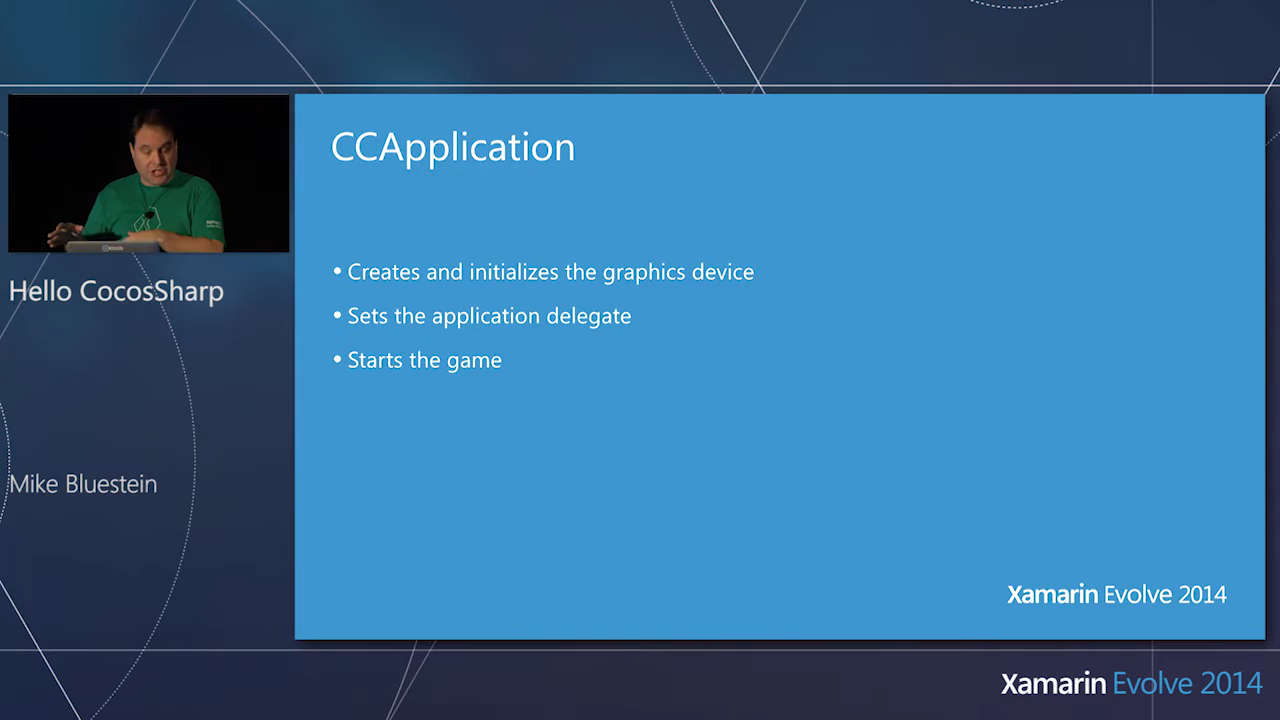 CCApplication
• Creates and initializes the graphics device
• Sets the application delegate
• Starts the game
Xamarin Evolve 2014
Hello CocosSharp
Mike Bluestein
Xamarin Evolve 2014